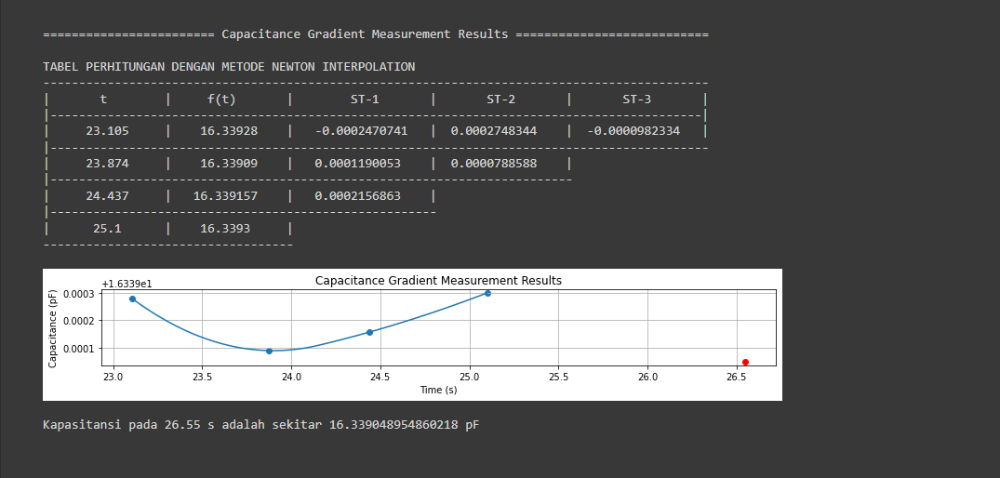 ======================== Capacitance Gradient Measurement Results ===========================
TABEL PERHITUNGAN DENGAN METODE NEWTON INTERPOLATION
| t | f(t) | ST-1 | ST-2 | ST-3 |
| 23.105 | 16.33928 | -0.0002470741 | 0.0002748344 | -0.0000982334 |
| 23.874 | 16.33909 | 0.0001190053 | 0.0000788588 |
| 24.437 | 16.339157 | 0.0002156863 |
| 25.1 | 16.3393 |
Capacitance Gradient Measurement Results
+1.6339e1
Capacitance (pF)
0.0003
0.0002
0.0001
23.0 23.5 24.0 24.5 25.0 25.5 26.0 26.5
Time (s)
Kapasitansi pada 26.55 s adalah sekitar 16.339048954860218 pF